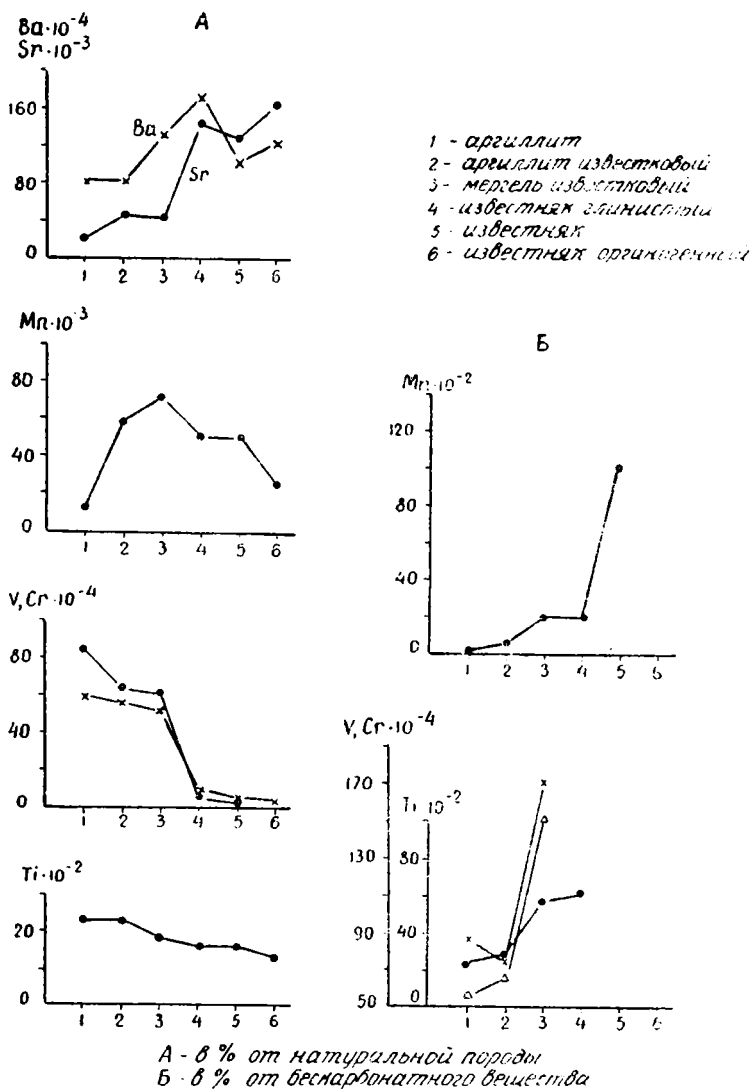 Ba·10⁻⁴
Sr·10⁻³
А
160
80
0
Ba
Sr
1 2 3 4 5 6
1 - аргиллит
2 - аргиллит известковый
3 - мергель известковый
4 - известняк глинистый
5 - известняк
6 - известняк органогенный
Mn·10⁻³
80
40
0
1 2 3 4 5 6
Б
Mn·10⁻²
120
80
40
0
1 2 3 4 5 6
V, Cr·10⁻⁴
80
40
0
1 2 3 4 5 6
Ti·10⁻²
20
0
1 2 3 4 5 6
V, Cr·10⁻⁴
170
130
90
50
Ti·10⁻²
80
40
0
1 2 3 4 5 6
А - в % от натуральной породы
Б - в % от бескарбонатного вещества